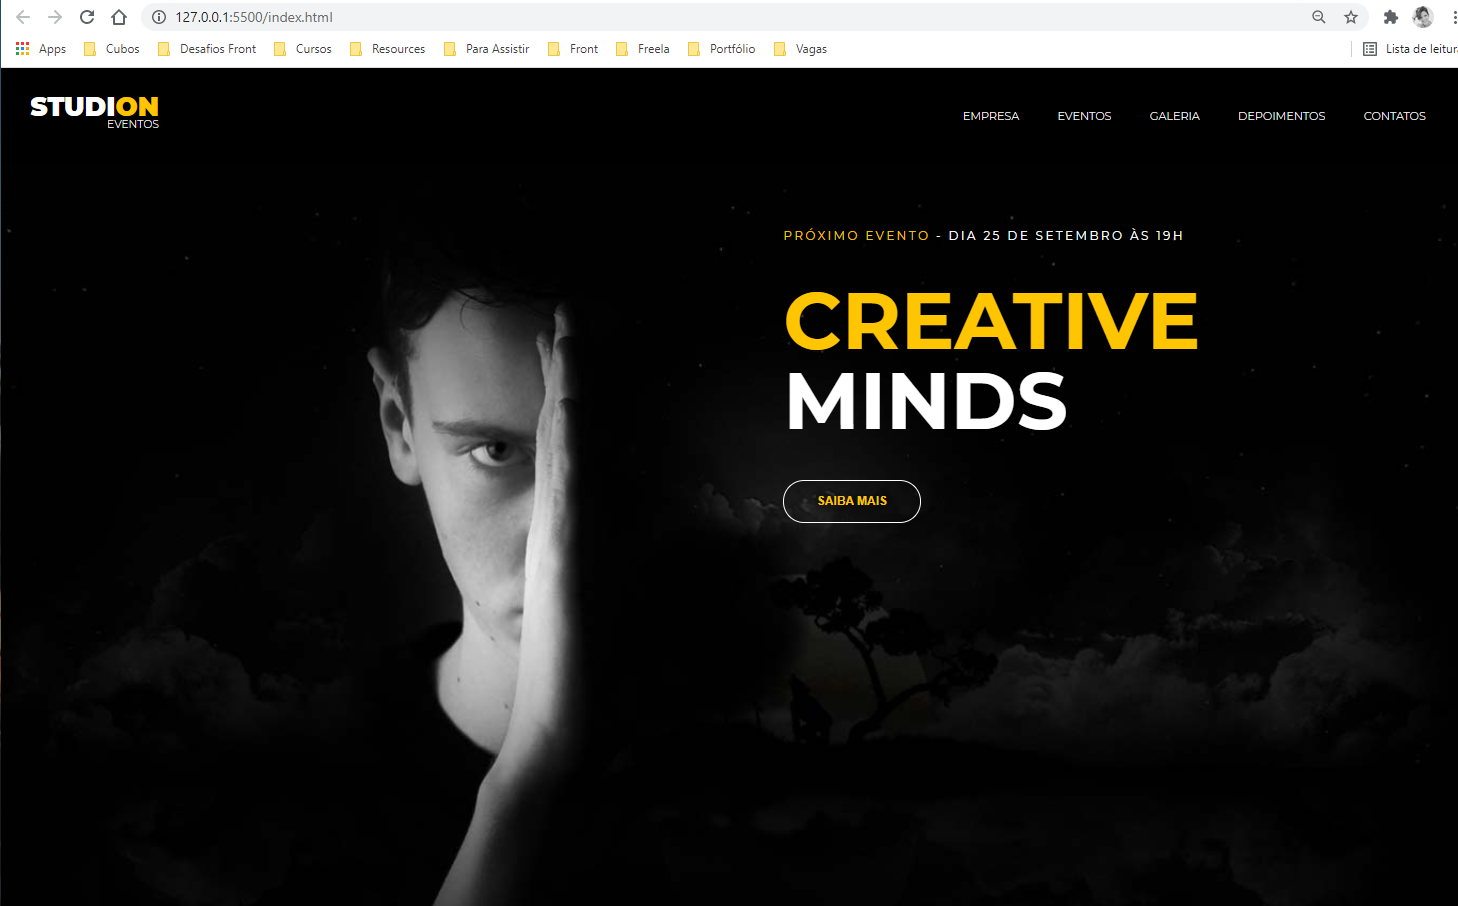 127.0.0.1:5500/index.html
Apps Cubos Desafios Front Cursos Resources Para Assistir Front Freela Portfólio Vagas Lista de leitura
STUDION
EVENTOS
EMPRESA EVENTOS GALERIA DEPOIMENTOS CONTATOS
PRÓXIMO EVENTO - DIA 25 DE SETEMBRO ÀS 19H
CREATIVE
MINDS
SAIBA MAIS